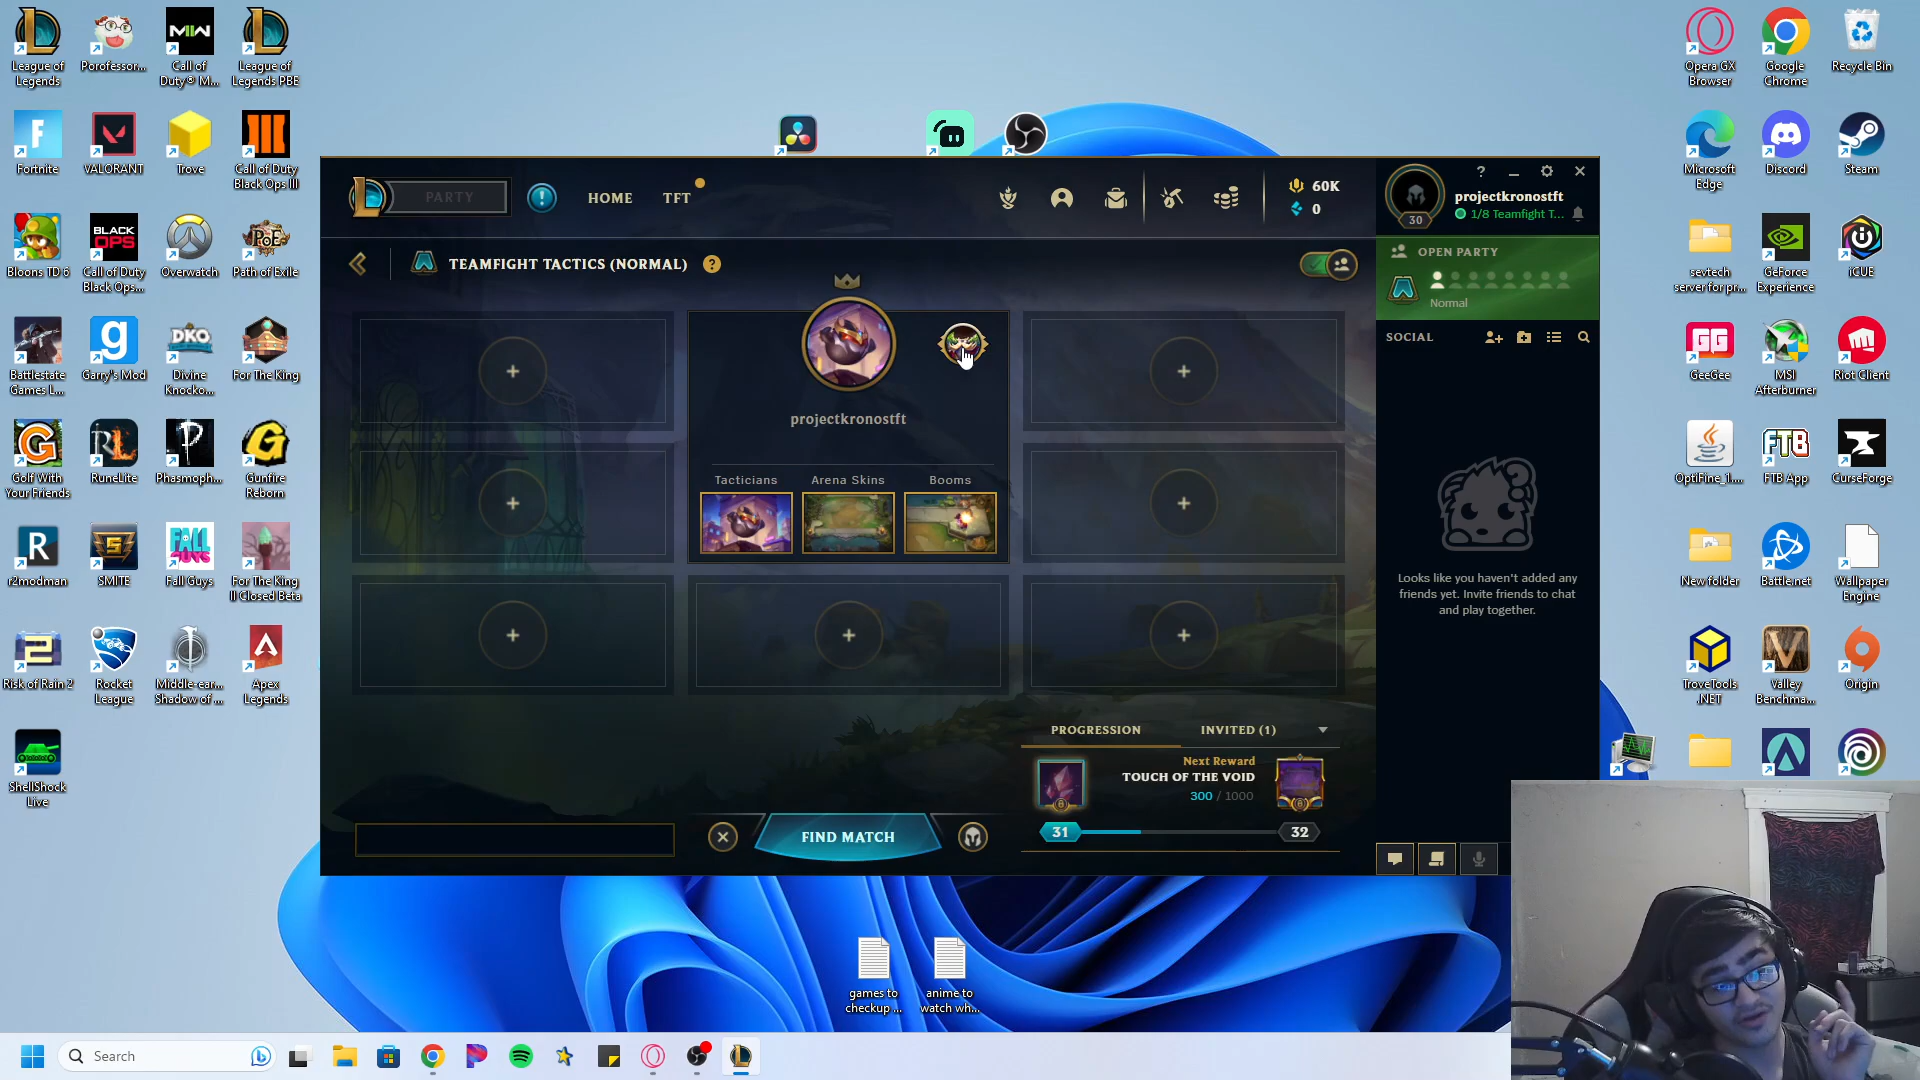 League of
Legends
Porofessor...
Call of
Duty® M...
League of
Legends PBE
Fortnite
VALORANT
Trove
Call of Duty
Black Ops III
Bloons TD 6
Call of Duty
Black Ops...
Overwatch
Path of Exile
Battlestate
Games L...
Garry's Mod
Divine
Knocko...
For The King
Golf With
Your Friends
RuneLite
Phasmoph...
Gunfire
Reborn
r2modman
SMITE
Fall Guys
For The King
II Closed Beta
Risk of Rain 2
Rocket
League
Middle-ear...
Shadow of ...
Apex
Legends
ShellShock
Live
PARTY
HOME
TFT
60K
0
30
projectkronostft
1/8 Teamfight T...
TEAMFIGHT TACTICS (NORMAL)
OPEN PARTY
Normal
SOCIAL
projectkronostft
Tacticians
Arena Skins
Booms
Looks like you haven't added any
friends yet. Invite friends to chat
and play together.
PROGRESSION
INVITED (1)
Next Reward
TOUCH OF THE VOID
300 / 1000
31
32
FIND MATCH
Opera GX
Browser
Google
Chrome
Recycle Bin
Microsoft
Edge
Discord
Steam
sevtech
server for pr...
GeForce
Experience
iCUE
GeeGee
MSI
Afterburner
Riot Client
OptiFine_1....
FTB App
CurseForge
New folder
Battle.net
Wallpaper
Engine
TroveTools
.NET
Valley
Benchma...
Origin
games to
checkup ...
anime to
watch wh...
Search